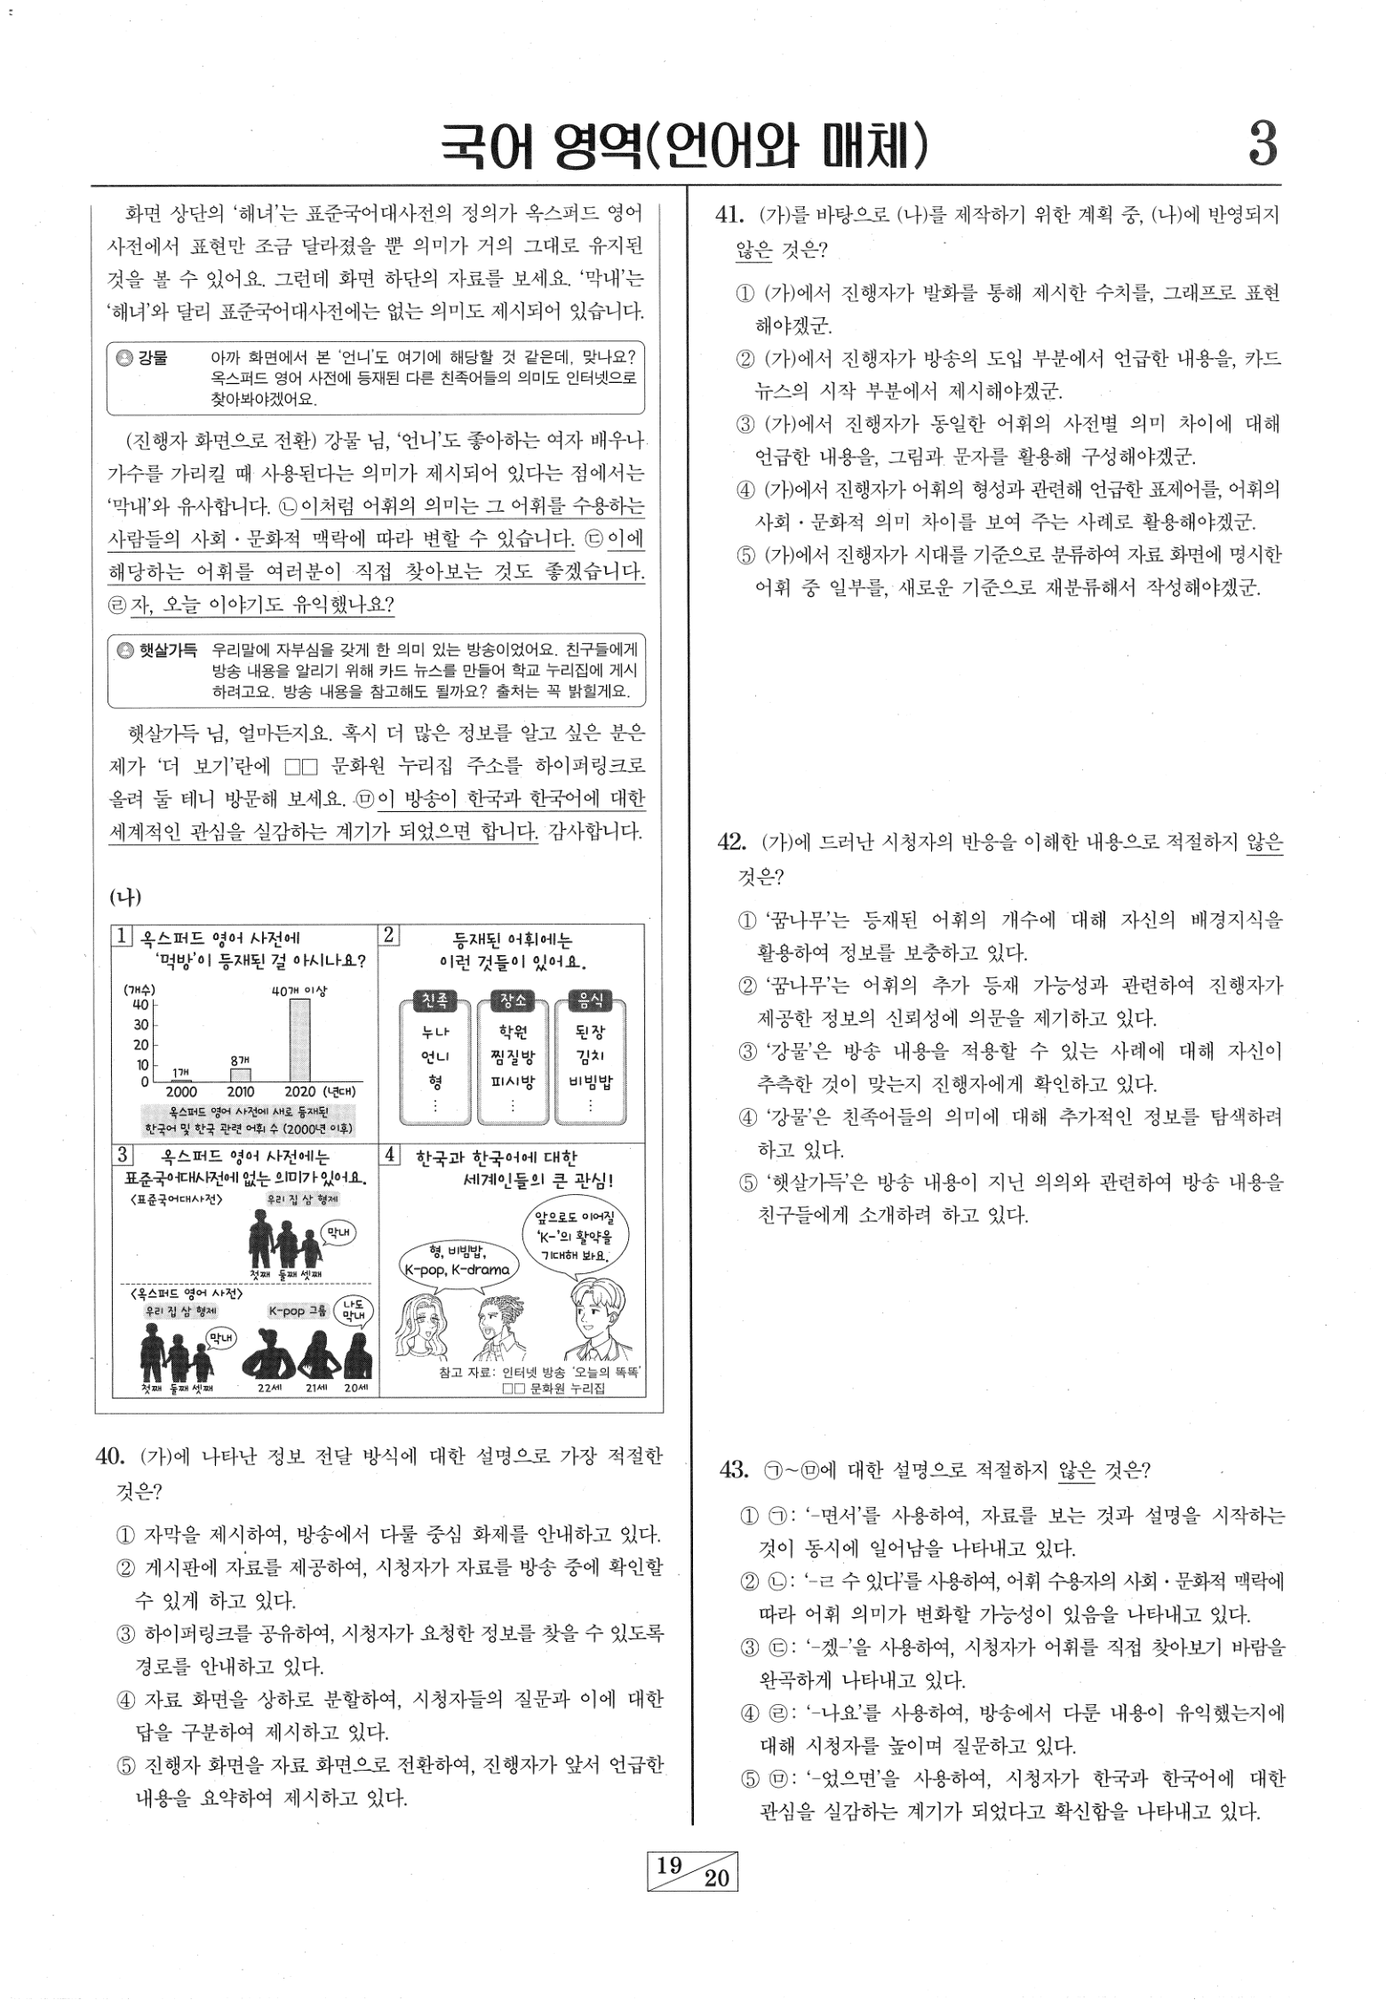 국어 영역(언어와 매체)
3
화면 상단의 ‘해녀’는 표준국어대사전의 정의가 옥스퍼드 영어
사전에서 표현만 조금 달라졌을 뿐 의미가 거의 그대로 유지된
것을 볼 수 있어요. 그런데 화면 하단의 자료를 보세요. ‘막내’는
‘해녀’와 달리 표준국어대사전에는 없는 의미도 제시되어 있습니다.
강물 아까 화면에서 본 ‘언니’도 여기에 해당할 것 같은데, 맞나요?
옥스퍼드 영어 사전에 등재된 다른 친족어들의 의미도 인터넷으로
찾아봐야겠어요.
(진행자 화면으로 전환) 강물 님, ‘언니’도 좋아하는 여자 배우나
가수를 가리킬 때 사용된다는 의미가 제시되어 있다는 점에서는
‘막내’와 유사합니다. ㉡이처럼 어휘의 의미는 그 어휘를 수용하는
사람들의 사회・문화적 맥락에 따라 변할 수 있습니다. ㉢이에
해당하는 어휘를 여러분이 직접 찾아보는 것도 좋겠습니다.
㉣자, 오늘 이야기도 유익했나요?
햇살가득 우리말에 자부심을 갖게 한 의미 있는 방송이었어요. 친구들에게
방송 내용을 알리기 위해 카드 뉴스를 만들어 학교 누리집에 게시
하려고요. 방송 내용을 참고해도 될까요? 출처는 꼭 밝힐게요.
햇살가득 님, 얼마든지요. 혹시 더 많은 정보를 알고 싶은 분은
제가 ‘더 보기’란에 □□ 문화원 누리집 주소를 하이퍼링크로
올려 둘 테니 방문해 보세요. ㉤이 방송이 한국과 한국어에 대한
세계적인 관심을 실감하는 계기가 되었으면 합니다. 감사합니다.
(나)
1 옥스퍼드 영어 사전에
‘먹방’이 등재된 걸 아시나요?
(개수)
40
30
20
10
0
1개
8개
40개 이상
2000 2010 2020 (년대)
옥스퍼드 영어 사전에 새로 등재된
한국어 및 한국 관련 어휘 수 (2000년 이후)
2 등재된 어휘에는
이런 것들이 있어요.
친족 장소 음식
누나 학원 된장
언니 찜질방 김치
형 피시방 비빔밥
⋮ ⋮ ⋮
3 옥스퍼드 영어 사전에는
표준국어대사전에 없는 의미가 있어요.
〈표준국어대사전〉 우리 집 삼 형제
막내
첫째 둘째 셋째
〈옥스퍼드 영어 사전〉
우리 집 삼 형제 K-pop 그룹
막내
나도
막내
첫째 둘째 셋째 22세 21세 20세
4 한국과 한국어에 대한
세계인들의 큰 관심!
앞으로도 이어질
‘K-’의 활약을
기대해 봐요.
형, 비빔밥,
K-pop, K-drama
참고 자료: 인터넷 방송 ‘오늘의 똑똑’
□□ 문화원 누리집
40. (가)에 나타난 정보 전달 방식에 대한 설명으로 가장 적절한
것은?
① 자막을 제시하여, 방송에서 다룰 중심 화제를 안내하고 있다.
② 게시판에 자료를 제공하여, 시청자가 자료를 방송 중에 확인할
수 있게 하고 있다.
③ 하이퍼링크를 공유하여, 시청자가 요청한 정보를 찾을 수 있도록
경로를 안내하고 있다.
④ 자료 화면을 상하로 분할하여, 시청자들의 질문과 이에 대한
답을 구분하여 제시하고 있다.
⑤ 진행자 화면을 자료 화면으로 전환하여, 진행자가 앞서 언급한
내용을 요약하여 제시하고 있다.
41. (가)를 바탕으로 (나)를 제작하기 위한 계획 중, (나)에 반영되지
않은 것은?
① (가)에서 진행자가 발화를 통해 제시한 수치를, 그래프로 표현
해야겠군.
② (가)에서 진행자가 방송의 도입 부분에서 언급한 내용을, 카드
뉴스의 시작 부분에서 제시해야겠군.
③ (가)에서 진행자가 동일한 어휘의 사전별 의미 차이에 대해
언급한 내용을, 그림과 문자를 활용해 구성해야겠군.
④ (가)에서 진행자가 어휘의 형성과 관련해 언급한 표제어를, 어휘의
사회・문화적 의미 차이를 보여 주는 사례로 활용해야겠군.
⑤ (가)에서 진행자가 시대를 기준으로 분류하여 자료 화면에 명시한
어휘 중 일부를, 새로운 기준으로 재분류해서 작성해야겠군.
42. (가)에 드러난 시청자의 반응을 이해한 내용으로 적절하지 않은
것은?
① ‘꿈나무’는 등재된 어휘의 개수에 대해 자신의 배경지식을
활용하여 정보를 보충하고 있다.
② ‘꿈나무’는 어휘의 추가 등재 가능성과 관련하여 진행자가
제공한 정보의 신뢰성에 의문을 제기하고 있다.
③ ‘강물’은 방송 내용을 적용할 수 있는 사례에 대해 자신이
추측한 것이 맞는지 진행자에게 확인하고 있다.
④ ‘강물’은 친족어들의 의미에 대해 추가적인 정보를 탐색하려
하고 있다.
⑤ ‘햇살가득’은 방송 내용이 지닌 의의와 관련하여 방송 내용을
친구들에게 소개하려 하고 있다.
43. ㉠~㉤에 대한 설명으로 적절하지 않은 것은?
① ㉠: ‘-면서’를 사용하여, 자료를 보는 것과 설명을 시작하는
것이 동시에 일어남을 나타내고 있다.
② ㉡: ‘-ㄹ 수 있다’를 사용하여, 어휘 수용자의 사회・문화적 맥락에
따라 어휘 의미가 변화할 가능성이 있음을 나타내고 있다.
③ ㉢: ‘-겠-’을 사용하여, 시청자가 어휘를 직접 찾아보기 바람을
완곡하게 나타내고 있다.
④ ㉣: ‘-나요’를 사용하여, 방송에서 다룬 내용이 유익했는지에
대해 시청자를 높이며 질문하고 있다.
⑤ ㉤: ‘-었으면’을 사용하여, 시청자가 한국과 한국어에 대한
관심을 실감하는 계기가 되었다고 확신함을 나타내고 있다.
19
20